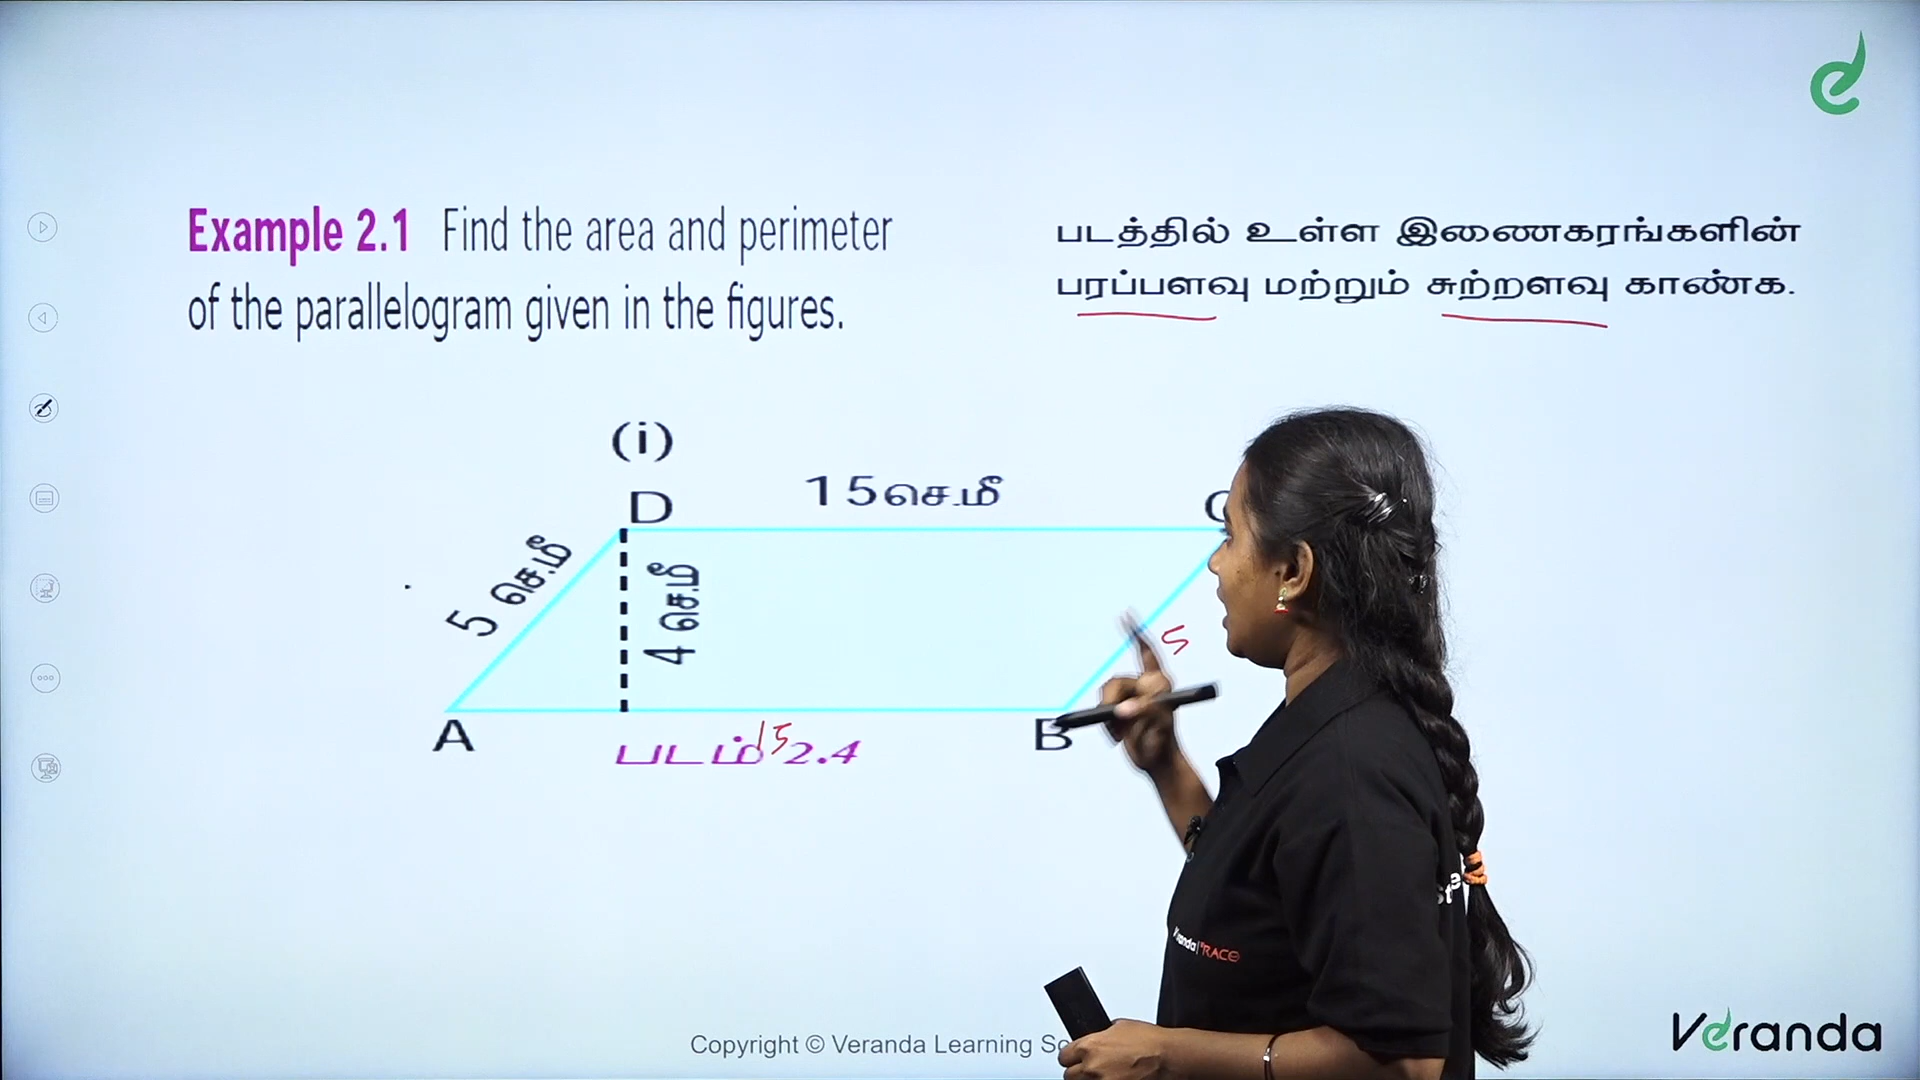 Example 2.1 Find the area and perimeter
of the parallelogram given in the figures.
படத்தில் உள்ள இணைகரங்களின்
பரப்பளவு மற்றும் சுற்றளவு காண்க.
(i)
D
15செ.மீ
C
5 செ.மீ
4 செ.மீ
5
A
B
15
படம் 2.4
RACE
Copyright © Veranda Learning
Veranda